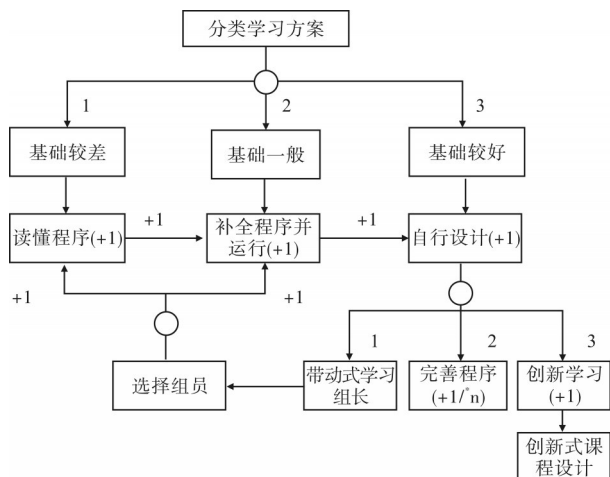 分类学习方案
1
2
3
基础较差
基础一般
基础较好
读懂程序(+1)
+1
补全程序并
运行(+1)
+1
自行设计(+1)
+1
+1
1
2
3
选择组员
带动式学习
组长
完善程序
(+1/*n)
创新学习
(+1)
创新式课
程设计